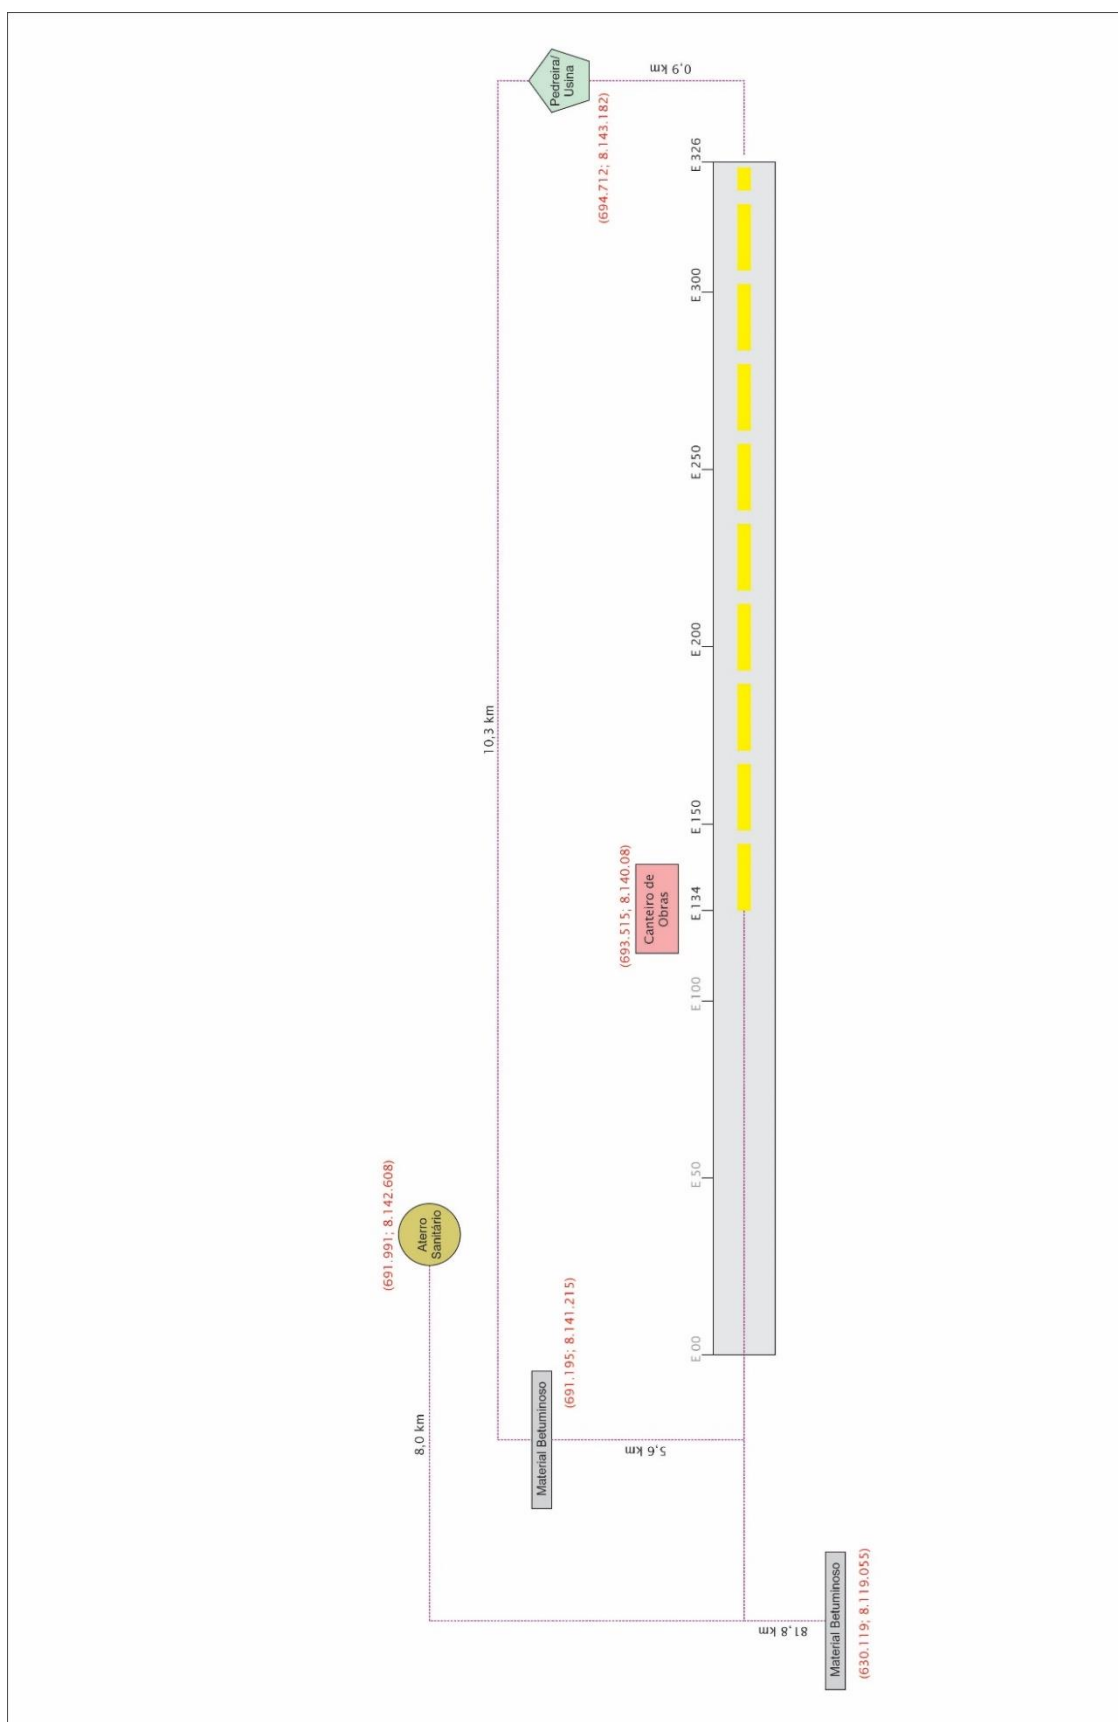 Pedreira/
Usina
0,9 km
(694.712; 8.143.182)
E 326
E 300
E 250
E 200
E 150
E 134
E 100
E 50
E 00
10,3 km
(693.515; 8.140.08)
Canteiro de
Obras
(691.991; 8.142.608)
Aterro
Sanitário
8,0 km
Material Betuminoso
(691.195; 8.141.215)
5,6 km
81,8 km
Material Betuminoso
(630.119; 8.119.055)